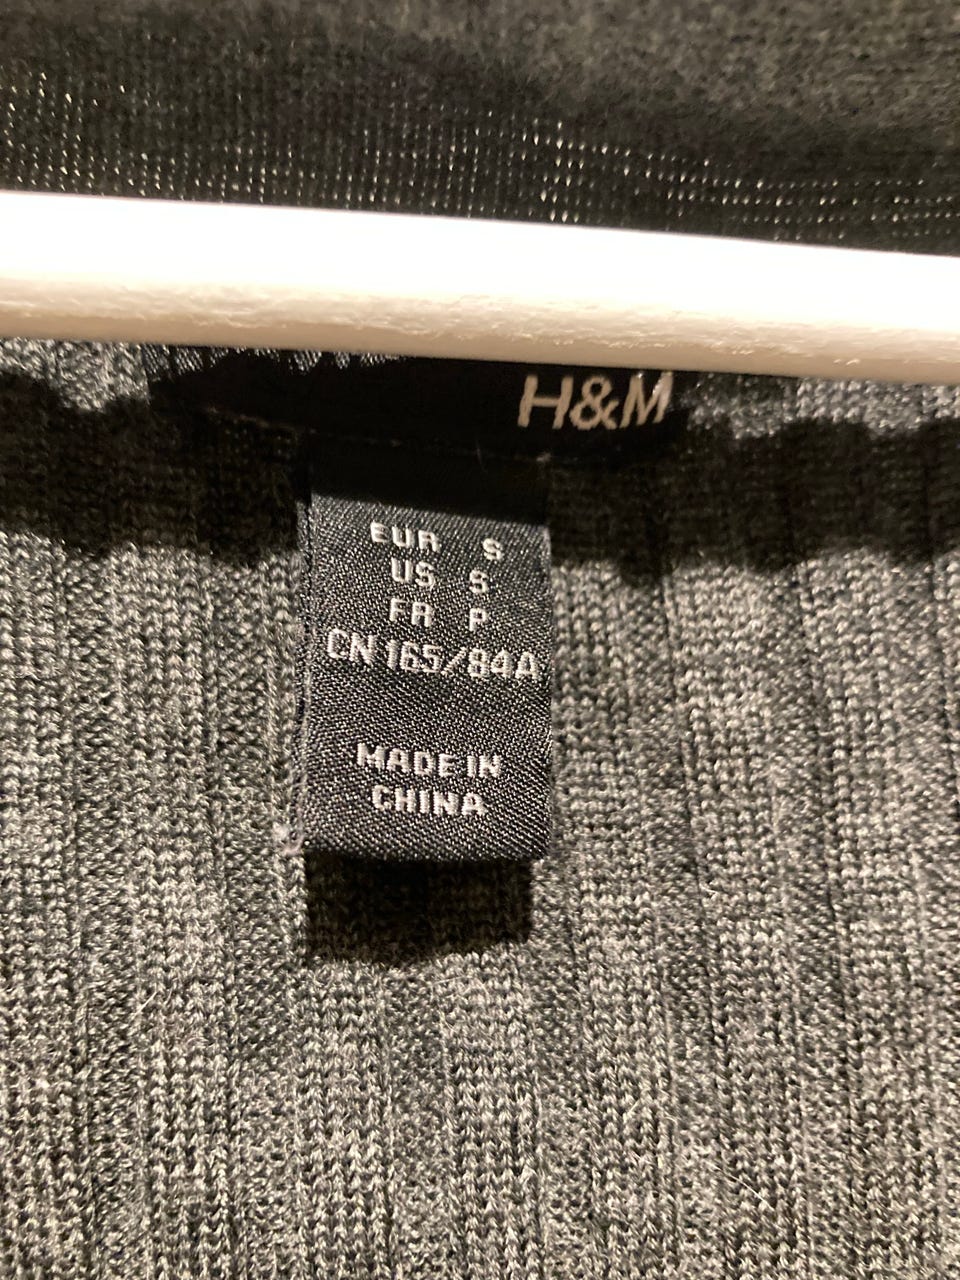 H&M
EUR S
US S
FR P
CN 165/84A
MADE IN
CHINA